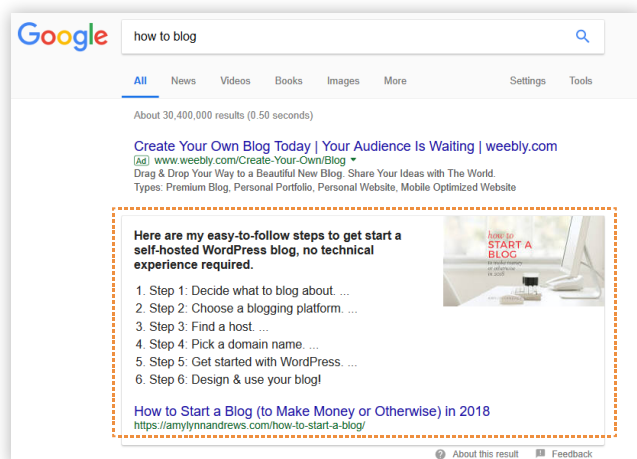 Google
how to blog
All News Videos Books Images More Settings Tools
About 30,400,000 results (0.50 seconds)
Create Your Own Blog Today | Your Audience Is Waiting | weebly.com
Ad www.weebly.com/Create-Your-Own/Blog
Drag & Drop Your Way to a Beautiful New Blog. Share Your Ideas with The World.
Types: Premium Blog, Personal Portfolio, Personal Website, Mobile Optimized Website
Here are my easy-to-follow steps to get start a
self-hosted WordPress blog, no technical
experience required.
how to
START A
BLOG
to make money
or otherwise
in 2018
1. Step 1: Decide what to blog about. ...
2. Step 2: Choose a blogging platform. ...
3. Step 3: Find a host. ...
4. Step 4: Pick a domain name. ...
5. Step 5: Get started with WordPress. ...
6. Step 6: Design & use your blog!
How to Start a Blog (to Make Money or Otherwise) in 2018
https://amylynnandrews.com/how-to-start-a-blog/
About this result Feedback